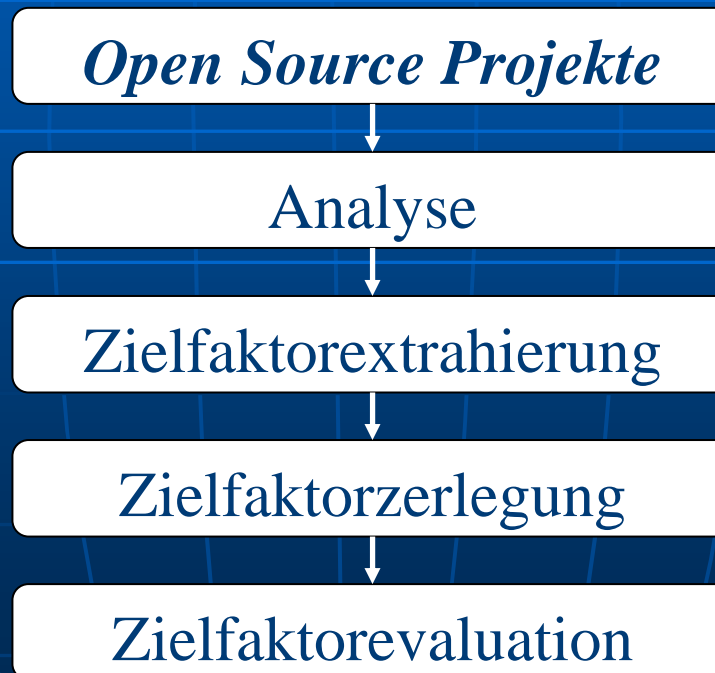 Open Source Projekte
Analyse
Zielfaktorextrahierung
Zielfaktorzerlegung
Zielfaktorevaluation